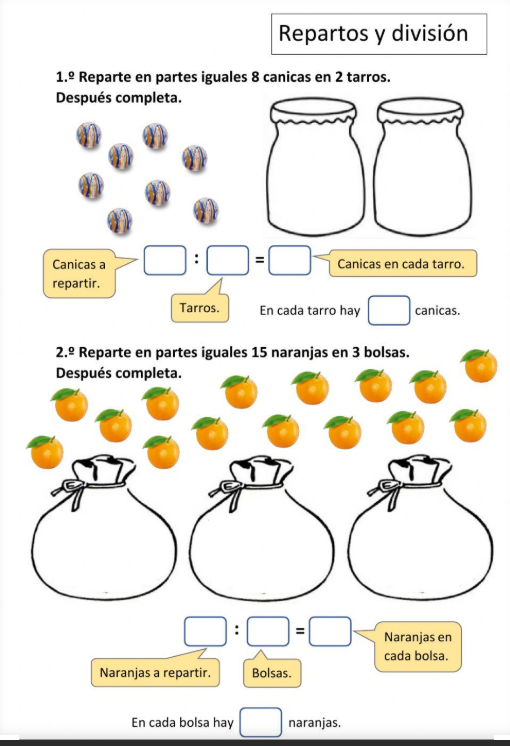 Repartos y división
1.º Reparte en partes iguales 8 canicas en 2 tarros.
Después completa.
Canicas a
repartir.
:
=
Canicas en cada tarro.
Tarros.
En cada tarro hay canicas.
2.º Reparte en partes iguales 15 naranjas en 3 bolsas.
Después completa.
:
=
Naranjas en
cada bolsa.
Naranjas a repartir.
Bolsas.
En cada bolsa hay naranjas.